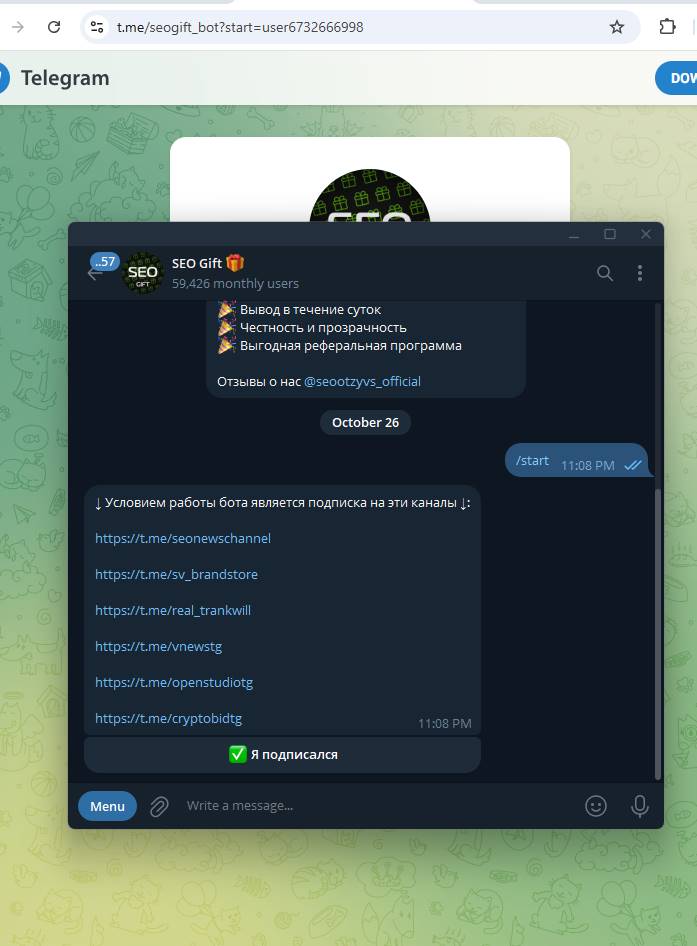 t.me/seogift_bot?start=user6732666998
Telegram
DOW
SEO
..57
SEO
GIFT
SEO Gift 🎁
59,426 monthly users
🎉 Вывод в течение суток
🎉 Честность и прозрачность
🎉 Выгодная реферальная программа
Отзывы о нас @seootzyvs_official
October 26
/start 11:08 PM
↓ Условием работы бота является подписка на эти каналы ↓:
https://t.me/seonewschannel
https://t.me/sv_brandstore
https://t.me/real_trankwill
https://t.me/vnewstg
https://t.me/openstudiotg
https://t.me/cryptobidtg
11:08 PM
✅ Я подписался
Menu
Write a message...